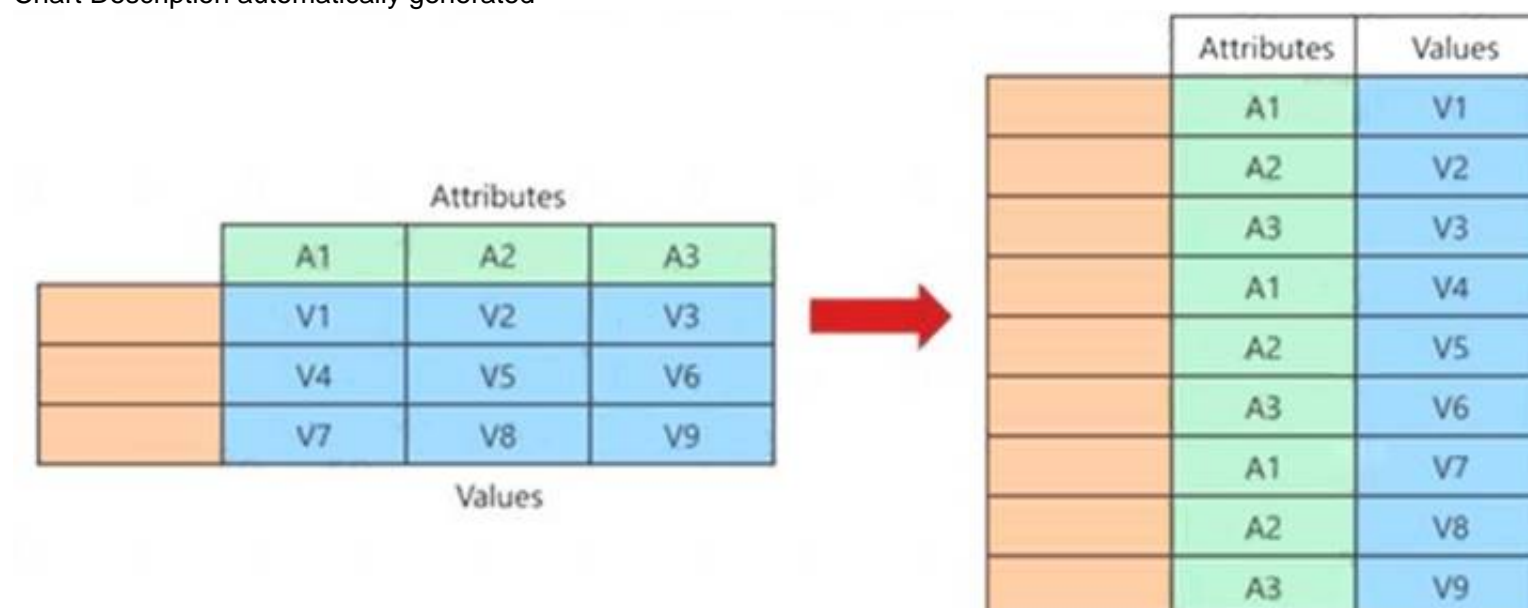 Chart Description automatically generated
Attributes
A1 A2 A3
V1 V2 V3
V4 V5 V6
V7 V8 V9
Values
Attributes Values
A1 V1
A2 V2
A3 V3
A1 V4
A2 V5
A3 V6
A1 V7
A2 V8
A3 V9